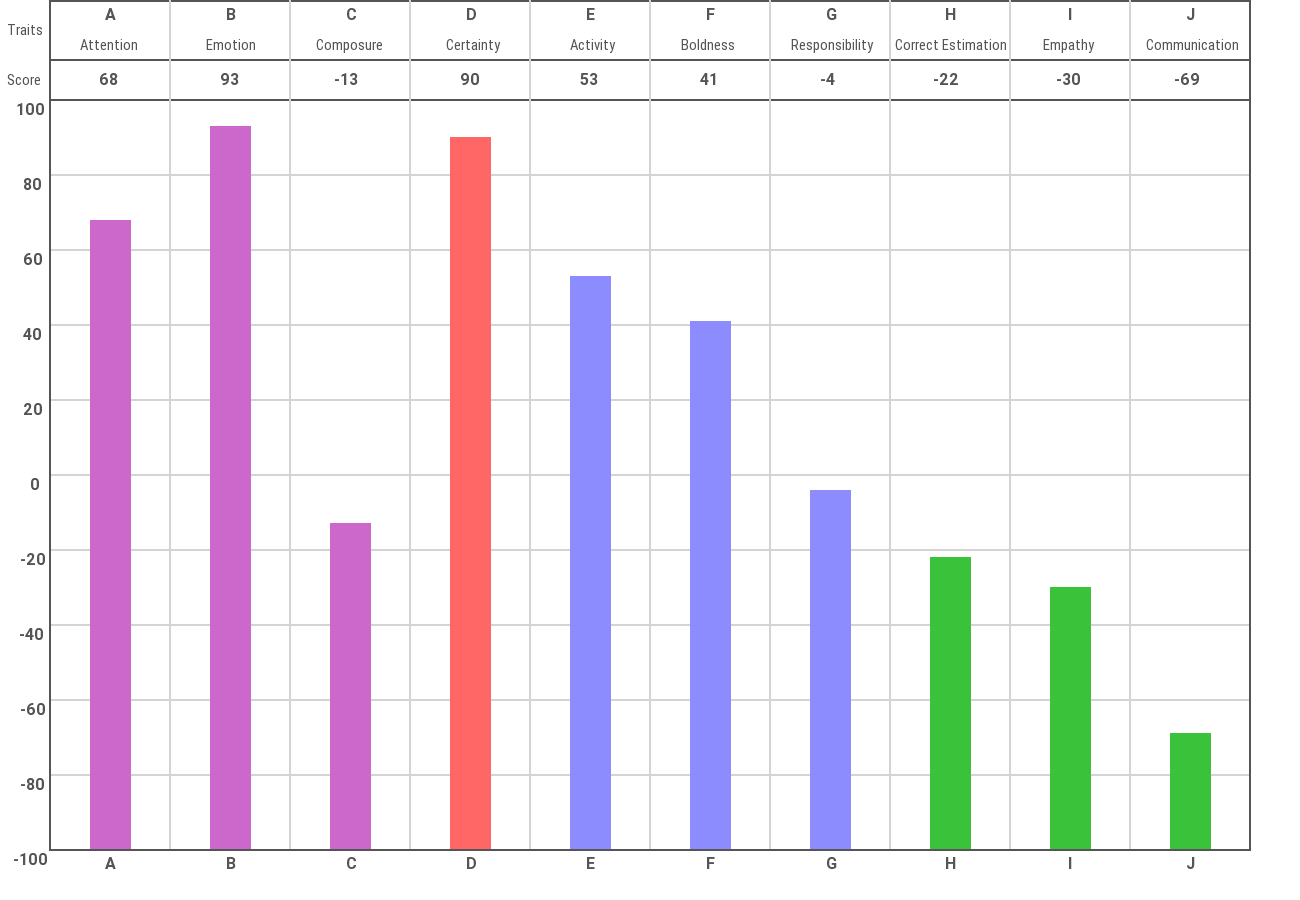 A B C D E F G H I J
Traits Attention Emotion Composure Certainty Activity Boldness Responsibility Correct Estimation Empathy Communication
Score 68 93 -13 90 53 41 -4 -22 -30 -69
100
80
60
40
20
0
-20
-40
-60
-80
-100
A B C D E F G H I J